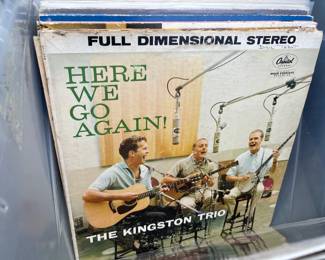 FULL DIMENSIONAL STEREO
Capitol
HERE
WE
GO
AGAIN!
THE KINGSTON TRIO